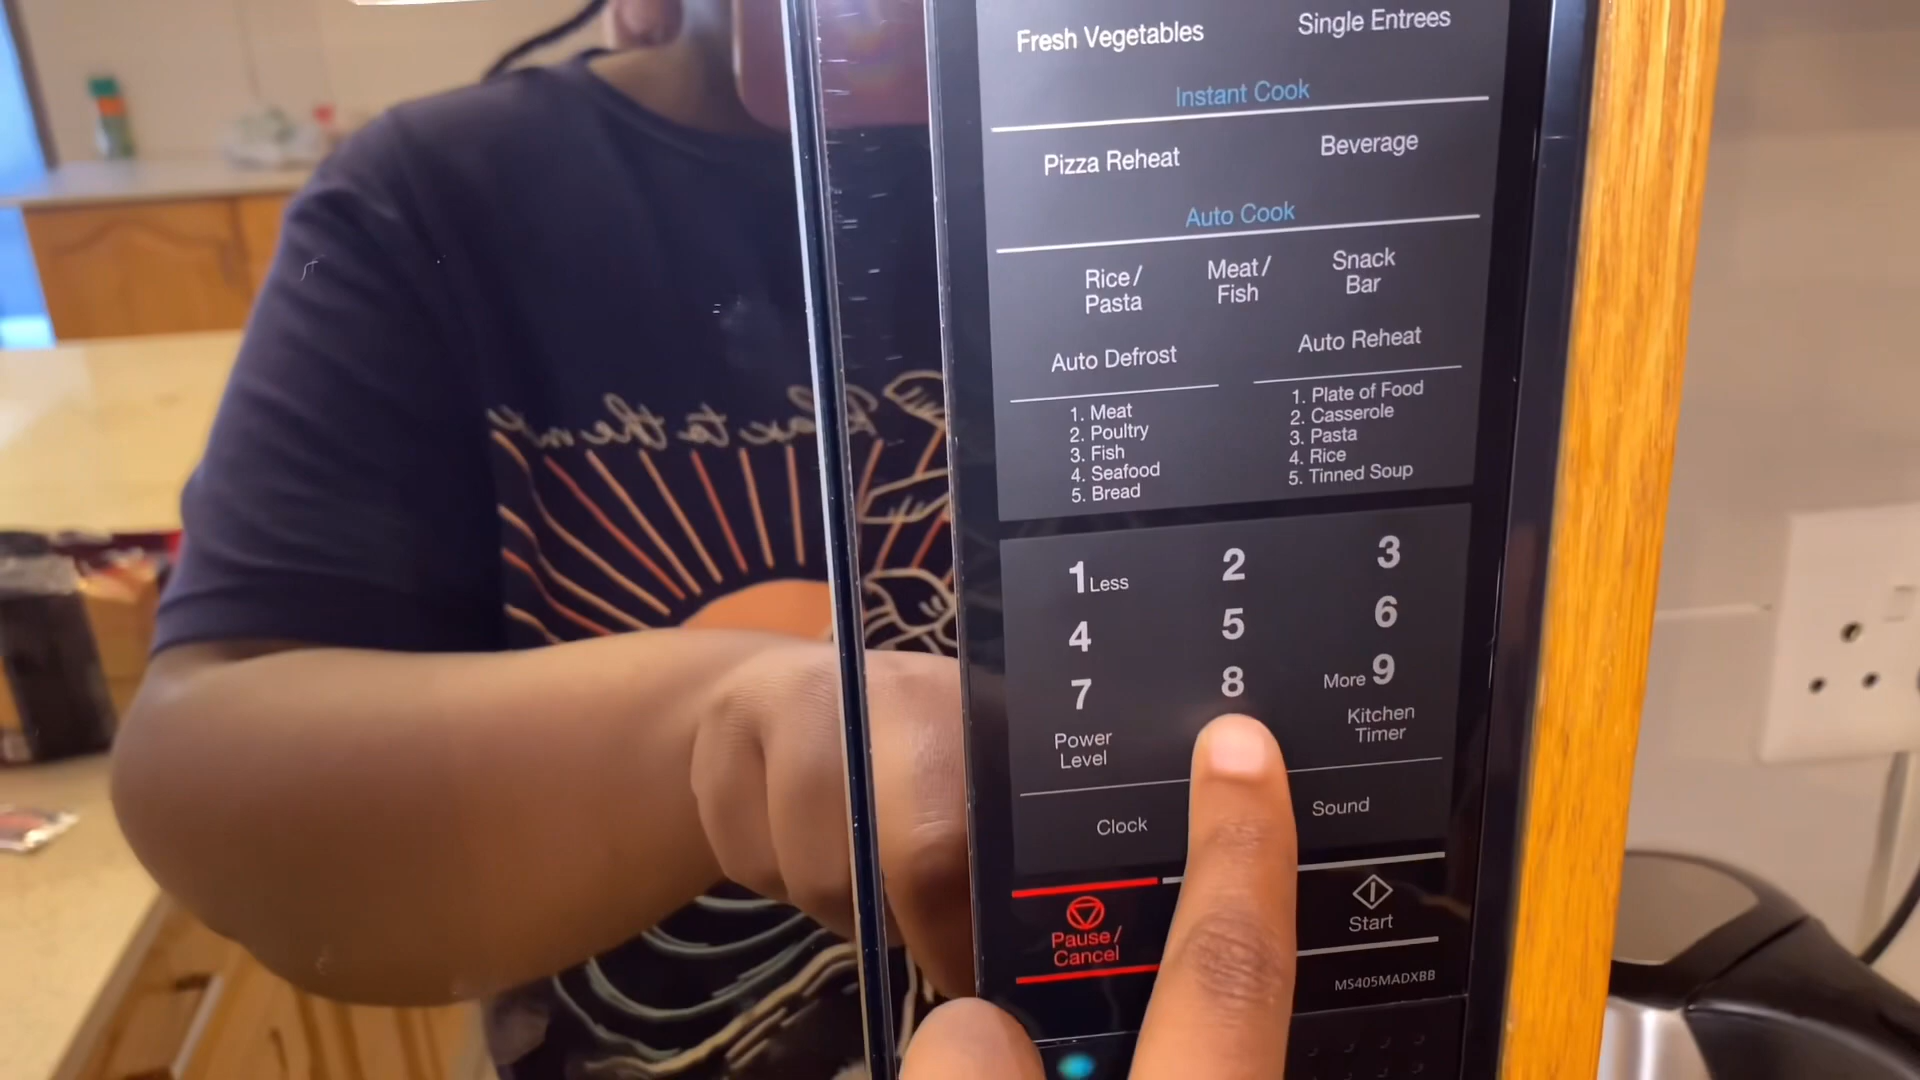 Fresh Vegetables
Single Entrees
Instant Cook
Pizza Reheat
Beverage
Auto Cook
Rice/
Pasta
Meat/
Fish
Snack
Bar
Auto Defrost
1. Meat
2. Poultry
3. Fish
4. Seafood
5. Bread
Auto Reheat
1. Plate of Food
2. Casserole
3. Pasta
4. Rice
5. Tinned Soup
1 Less
2
3
4
5
6
7
8
More 9
Power
Level
Kitchen
Timer
Clock
Sound
Pause/
Cancel
Start
MS405MADXBB
Relax to the